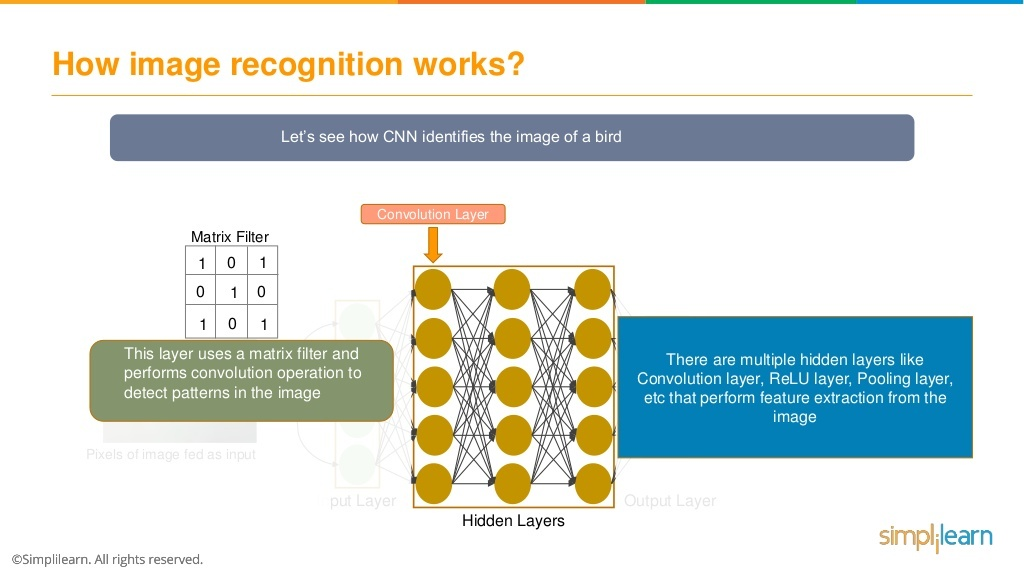 How image recognition works?
Let's see how CNN identifies the image of a bird
Convolution Layer
Matrix Filter
1 0 1
0 1 0
1 0 1
This layer uses a matrix filter and
performs convolution operation to
detect patterns in the image
There are multiple hidden layers like
Convolution layer, ReLU layer, Pooling layer,
etc that perform feature extraction from the
image
Pixels of image fed as input
put Layer
Output Layer
Hidden Layers
simplilearn
©Simplilearn. All rights reserved.